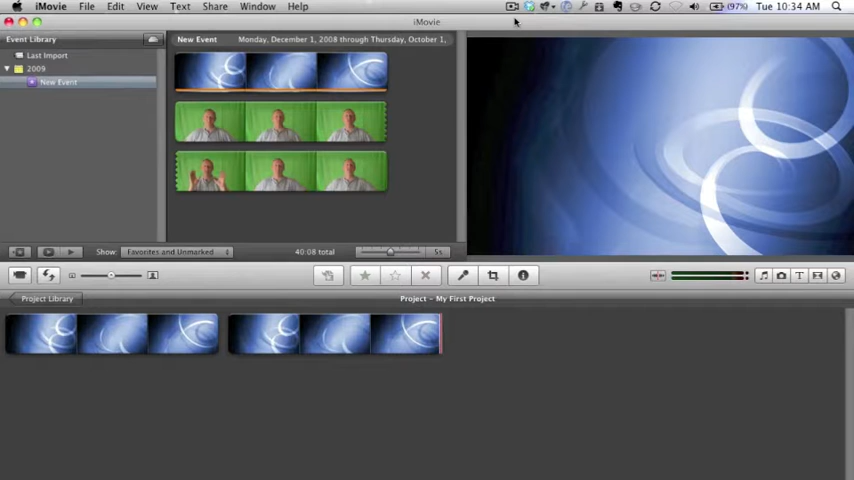 iMovie File Edit View Text Share Window Help (97%) Tue 10:34 AM
iMovie
Event Library
New Event Monday, December 1, 2008 through Thursday, October 1,
Last Import
2009
New Event
Show: Favorites and Unmarked 40:08 total 5s
Project Library Project – My First Project